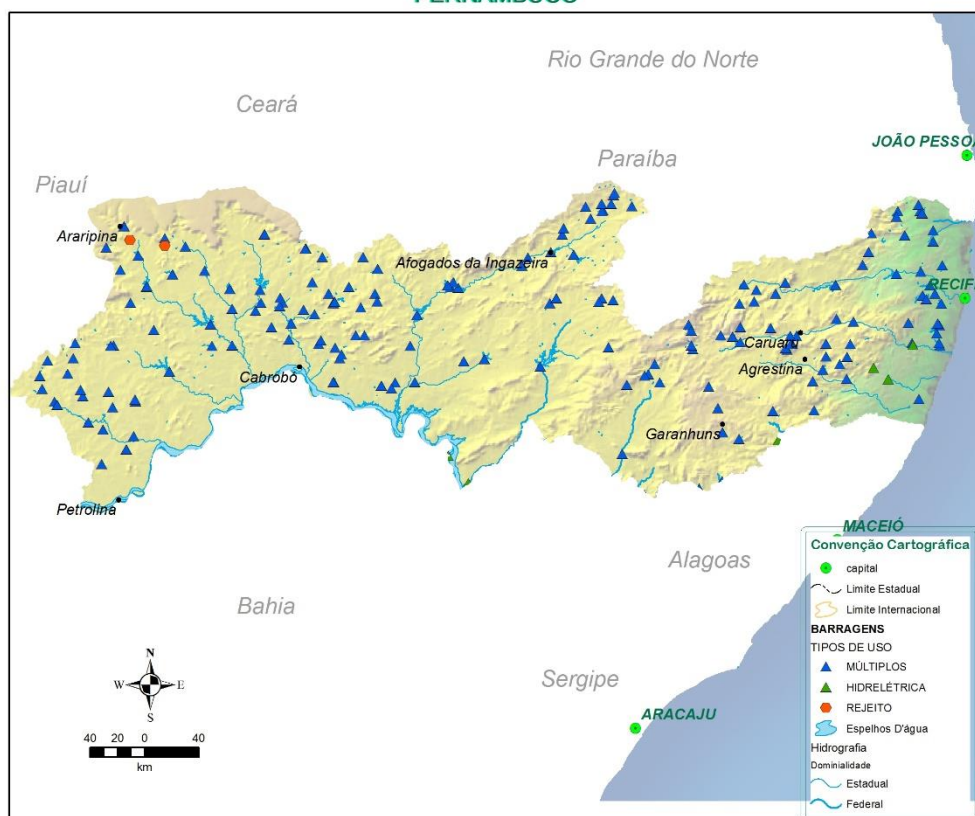 PERNAMBUCO
Rio Grande do Norte
Ceará
JOÃO PESSOA
Paraíba
Piauí
Araripina
Afogados da Ingazeira
RECIF
Caruaru
Agrestina
Cabrobó
Garanhuns
Petrolina
MACEIÓ
Alagoas
Bahia
Sergipe
ARACAJU
N
W E
S
40 20 0 40
km
Convenção Cartográfica
capital
Limite Estadual
Limite Internacional
BARRAGENS
TIPOS DE USO
MÚLTIPLOS
HIDRELÉTRICA
REJEITO
Espelhos D'água
Hidrografia
Dominialidade
Estadual
Federal